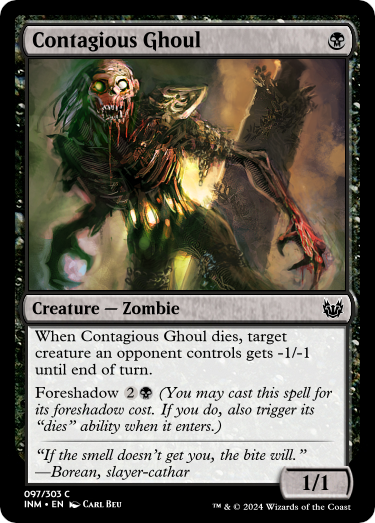 Contagious Ghoul
Creature — Zombie
When Contagious Ghoul dies, target
creature an opponent controls gets -1/-1
until end of turn.
Foreshadow 2 (You may cast this spell for
its foreshadow cost. If you do, also trigger its
“dies” ability when it enters.)
“If the smell doesn't get you, the bite will.”
—Borean, slayer-cathar
1/1
097/303 C
INM • EN Carl Beu
™ & © 2024 Wizards of the Coast